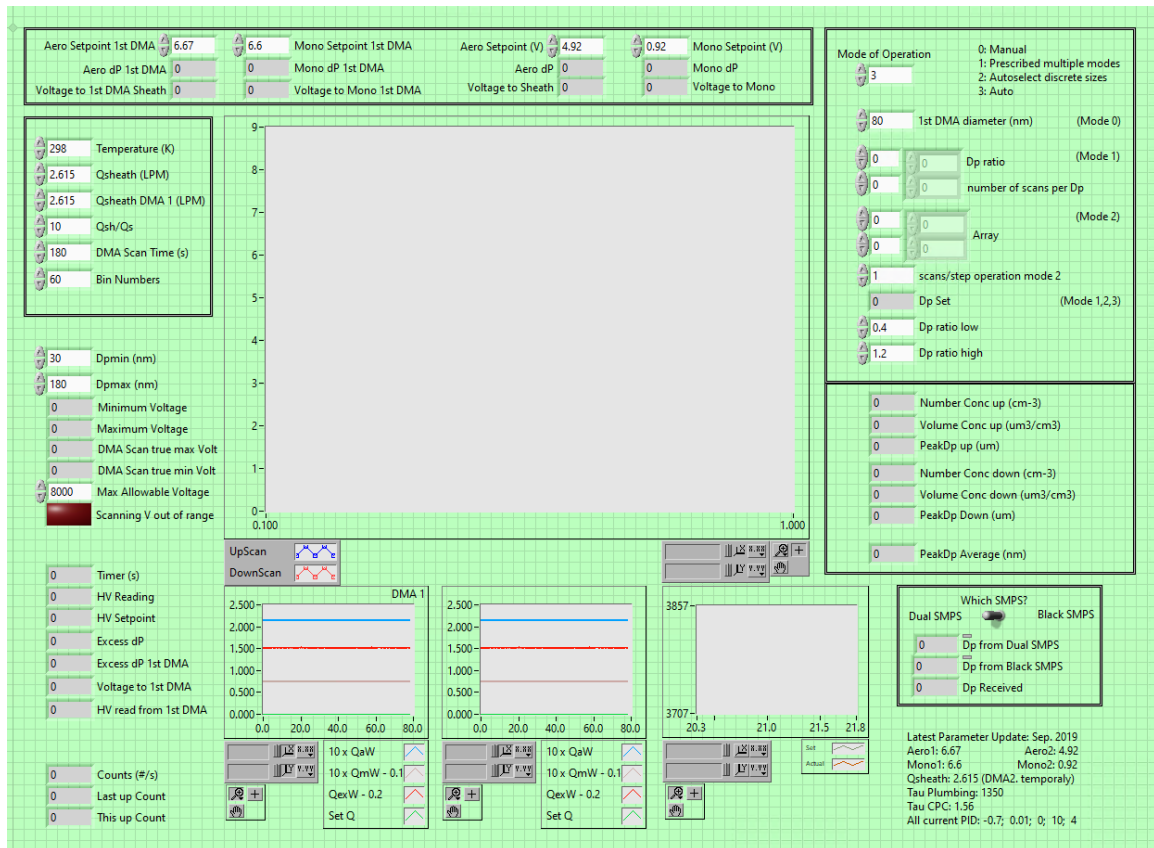 Aero Setpoint 1st DMA 6.67 6.6 Mono Setpoint 1st DMA Aero Setpoint (V) 4.92 0.92 Mono Setpoint (V)
Aero dP 1st DMA 0 0 Mono dP 1st DMA Aero dP 0 0 Mono dP
Voltage to 1st DMA Sheath 0 0 Voltage to Mono 1st DMA Voltage to Sheath 0 0 Voltage to Mono
Mode of Operation
3
0: Manual
1: Prescribed multiple modes
2: Autoselect discrete sizes
3: Auto
80 1st DMA diameter (nm) (Mode 0)
0 0 Dp ratio (Mode 1)
0 0 number of scans per Dp
0 0 (Mode 2)
Array
0 0
1 scans/step operation mode 2
0 Dp Set (Mode 1,2,3)
0.4 Dp ratio low
1.2 Dp ratio high
298 Temperature (K)
2.615 Qsheath (LPM)
2.615 Qsheath DMA 1 (LPM)
10 Qsh/Qs
180 DMA Scan Time (s)
60 Bin Numbers
30 Dpmin (nm)
180 Dpmax (nm)
0 Minimum Voltage
0 Maximum Voltage
0 DMA Scan true max Volt
0 DMA Scan true min Volt
8000 Max Allowable Voltage
Scanning V out of range
9
8
7
6
5
4
3
2
1
0
0.100 1.000
UpScan
DownScan
X X.XX
Y Y.YY
0 Number Conc up (cm-3)
0 Volume Conc up (um3/cm3)
0 PeakDp up (um)
0 Number Conc down (cm-3)
0 Volume Conc down (um3/cm3)
0 PeakDp Down (um)
0 PeakDp Average (nm)
0 Timer (s)
0 HV Reading
0 HV Setpoint
0 Excess dP
0 Excess dP 1st DMA
0 Voltage to 1st DMA
0 HV read from 1st DMA
0 Counts (#/s)
0 Last up Count
0 This up Count
DMA 1
2.500
2.000
1.500
1.000
0.500
0.000
0.0 20.0 40.0 60.0 80.0
X X.XX
Y Y.YY
10 x QaW
10 x QmW - 0.1
QexW - 0.2
Set Q
2.500
2.000
1.500
1.000
0.500
0.000
0.0 20.0 40.0 60.0 80.0
X X.XX
Y Y.YY
10 x QaW
10 x QmW - 0.1
QexW - 0.2
Set Q
3857
3707
20.3 21.0 21.5 21.8
X X.XX
Y Y.YY
Set
Actual
Which SMPS?
Dual SMPS Black SMPS
0 Dp from Dual SMPS
0 Dp from Black SMPS
0 Dp Received
Latest Parameter Update: Sep. 2019
Aero1: 6.67 Aero2: 4.92
Mono1: 6.6 Mono2: 0.92
Qsheath: 2.615 (DMA2. temporaly)
Tau Plumbing: 1350
Tau CPC: 1.56
All current PID: -0.7; 0.01; 0; 10; 4